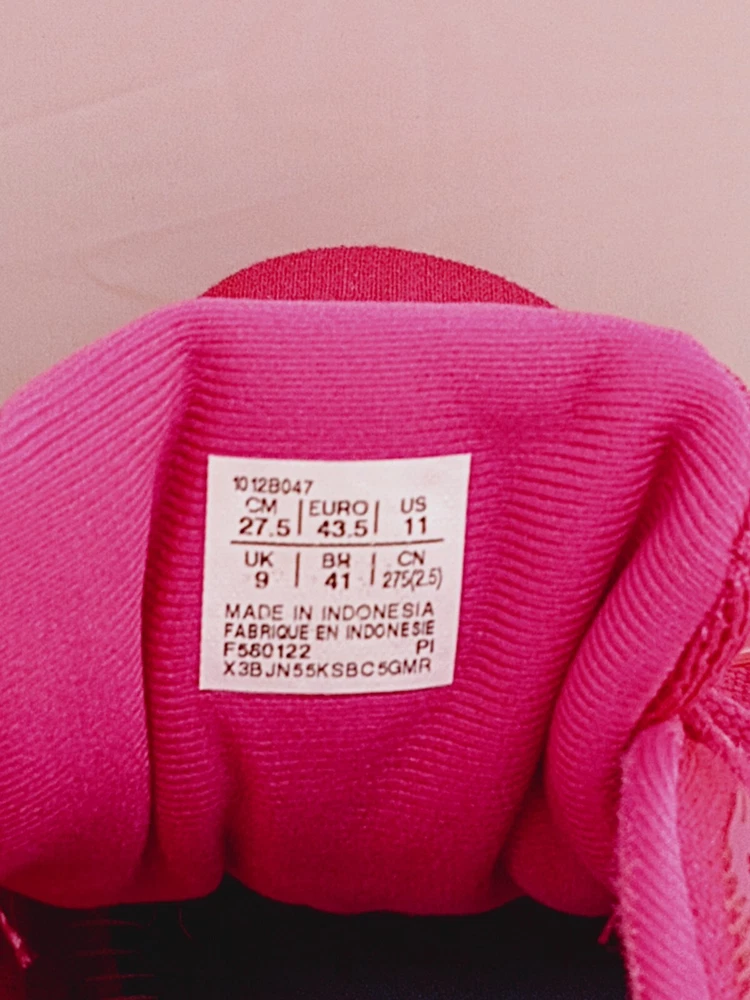 1012B047
CM | EURO | US
27.5 | 43.5 | 11
UK | BR | CN
9 | 41 | 275(2.5)
MADE IN INDONESIA
FABRIQUE EN INDONESIE
F580122 PI
X3BJN55KSBC5GMR